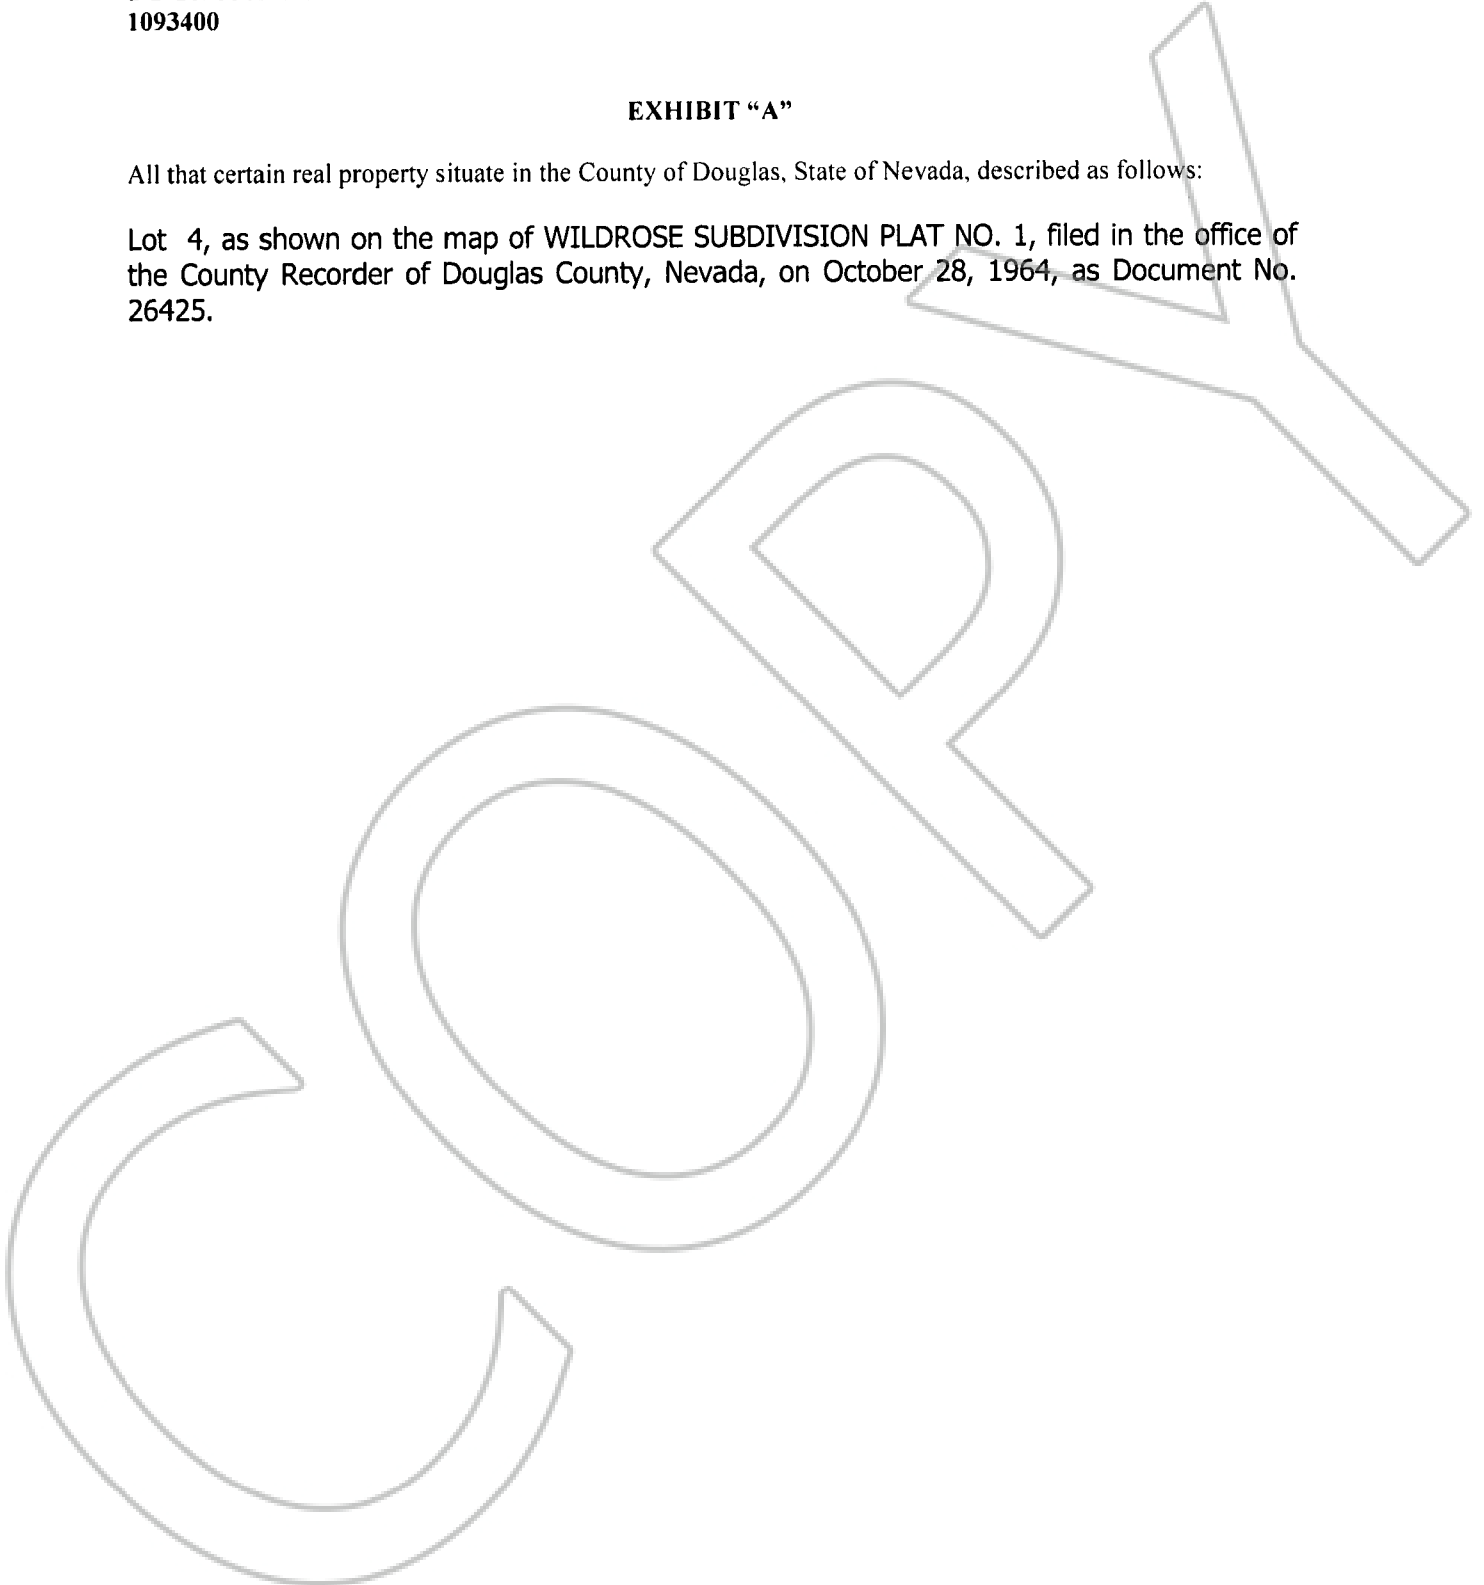 1093400
EXHIBIT “A”
All that certain real property situate in the County of Douglas, State of Nevada, described as follows:
Lot 4, as shown on the map of WILDROSE SUBDIVISION PLAT NO. 1, filed in the office of
the County Recorder of Douglas County, Nevada, on October 28, 1964, as Document No.
26425.
COPY